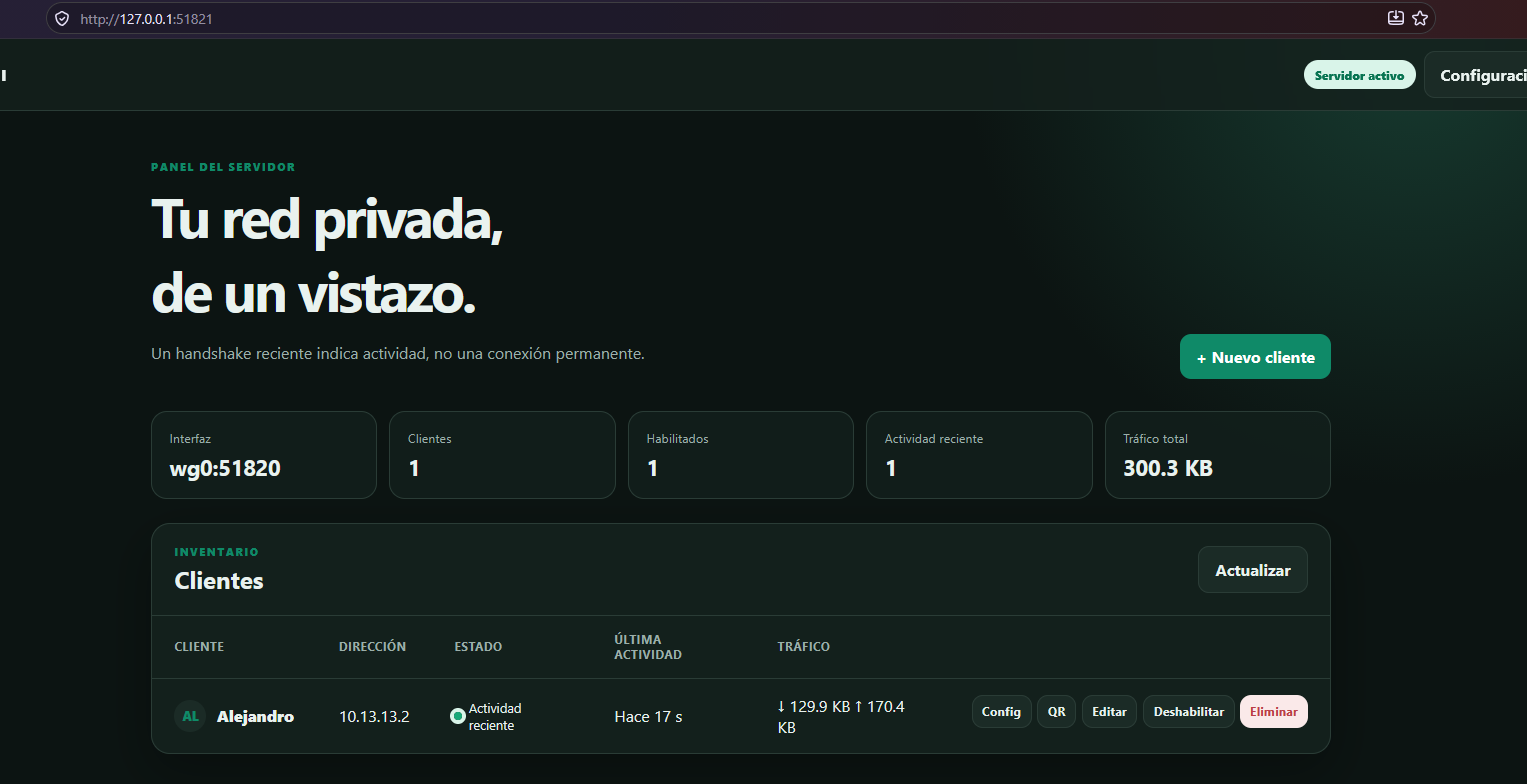 http://127.0.0.1:51821
Servidor activo
Configuraci
PANEL DEL SERVIDOR
Tu red privada,
de un vistazo.
Un handshake reciente indica actividad, no una conexión permanente.
+ Nuevo cliente
Interfaz
wg0:51820
Clientes
1
Habilitados
1
Actividad reciente
1
Tráfico total
300.3 KB
INVENTARIO
Clientes
Actualizar
CLIENTE
DIRECCIÓN
ESTADO
ÚLTIMA
ACTIVIDAD
TRÁFICO
AL
Alejandro
10.13.13.2
Actividad
reciente
Hace 17 s
↓ 129.9 KB ↑ 170.4
KB
Config
QR
Editar
Deshabilitar
Eliminar